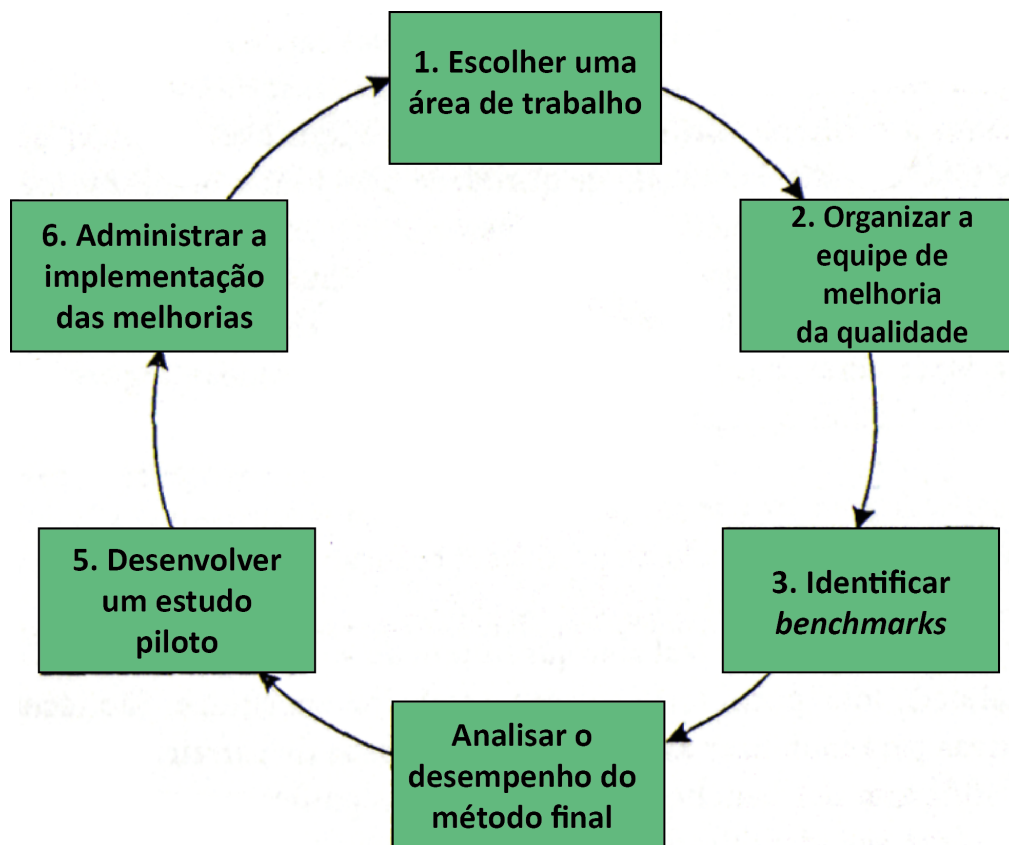 1. Escolher uma
área de trabalho
2. Organizar a
equipe de
melhoria
da qualidade
3. Identificar
benchmarks
Analisar o
desempenho do
método final
5. Desenvolver
um estudo
piloto
6. Administrar a
implementação
das melhorias